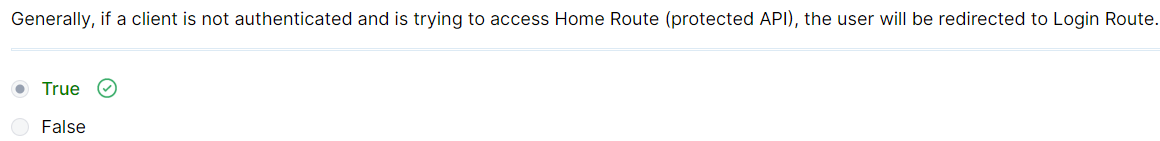 Generally, if a client is not authenticated and is trying to access Home Route (protected API), the user will be redirected to Login Route.
True
False